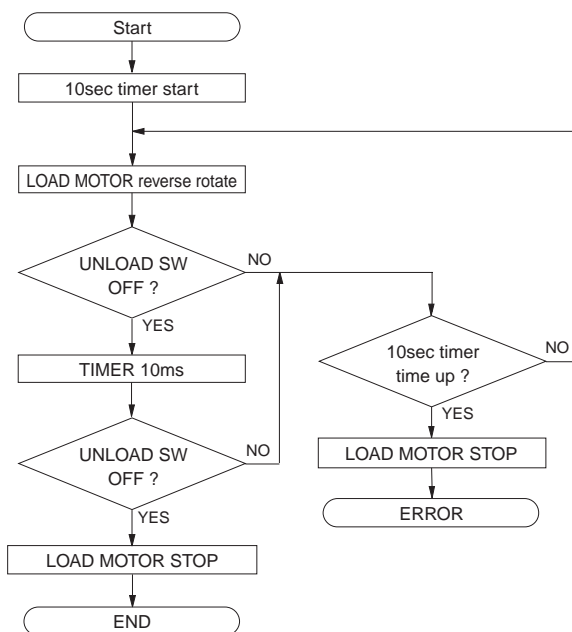 Start
10sec timer start
LOAD MOTOR reverse rotate
UNLOAD SW
OFF ?
NO
YES
TIMER 10ms
UNLOAD SW
OFF ?
NO
YES
LOAD MOTOR STOP
END
10sec timer
time up ?
NO
YES
LOAD MOTOR STOP
ERROR